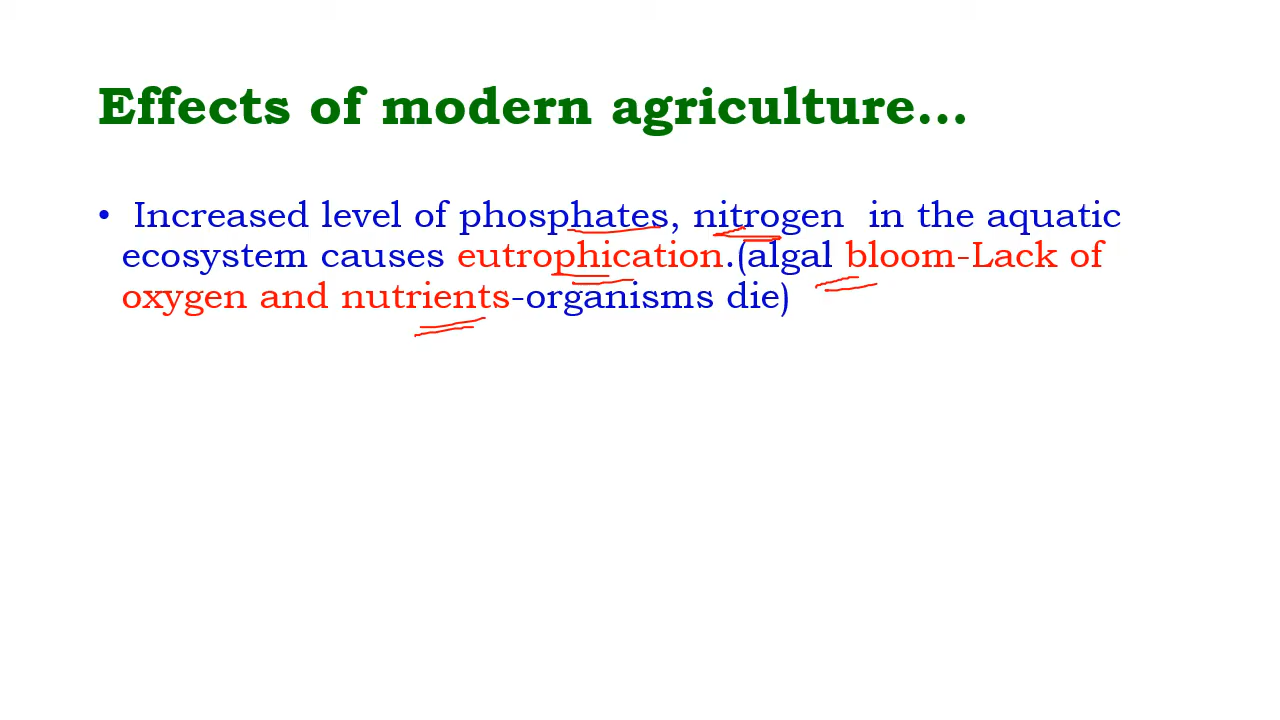 Effects of modern agriculture...
• Increased level of phosphates, nitrogen in the aquatic
ecosystem causes eutrophication.(algal bloom-Lack of
oxygen and nutrients-organisms die)